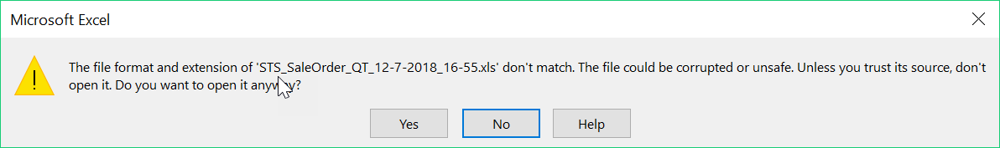 Microsoft Excel
The file format and extension of 'STS_SaleOrder_QT_12-7-2018_16-55.xls' don't match. The file could be corrupted or unsafe. Unless you trust its source, don't
open it. Do you want to open it anyway?
Yes No Help